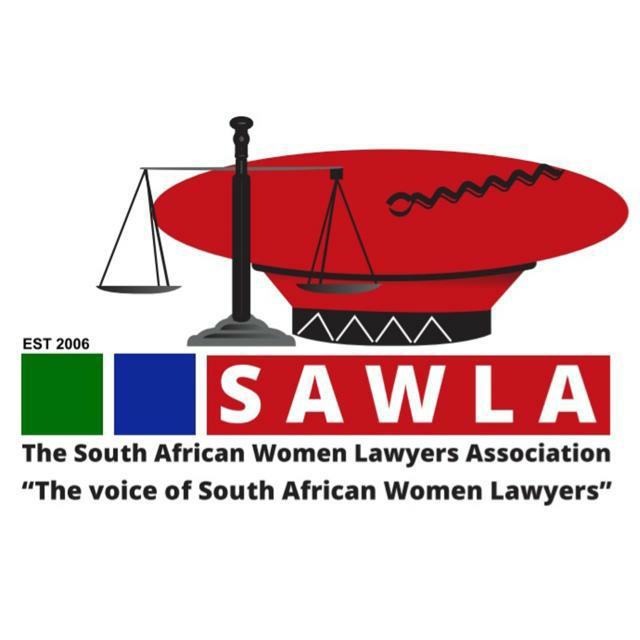 EST 2006
SAWLA
The South African Women Lawyers Association
“The voice of South African Women Lawyers”